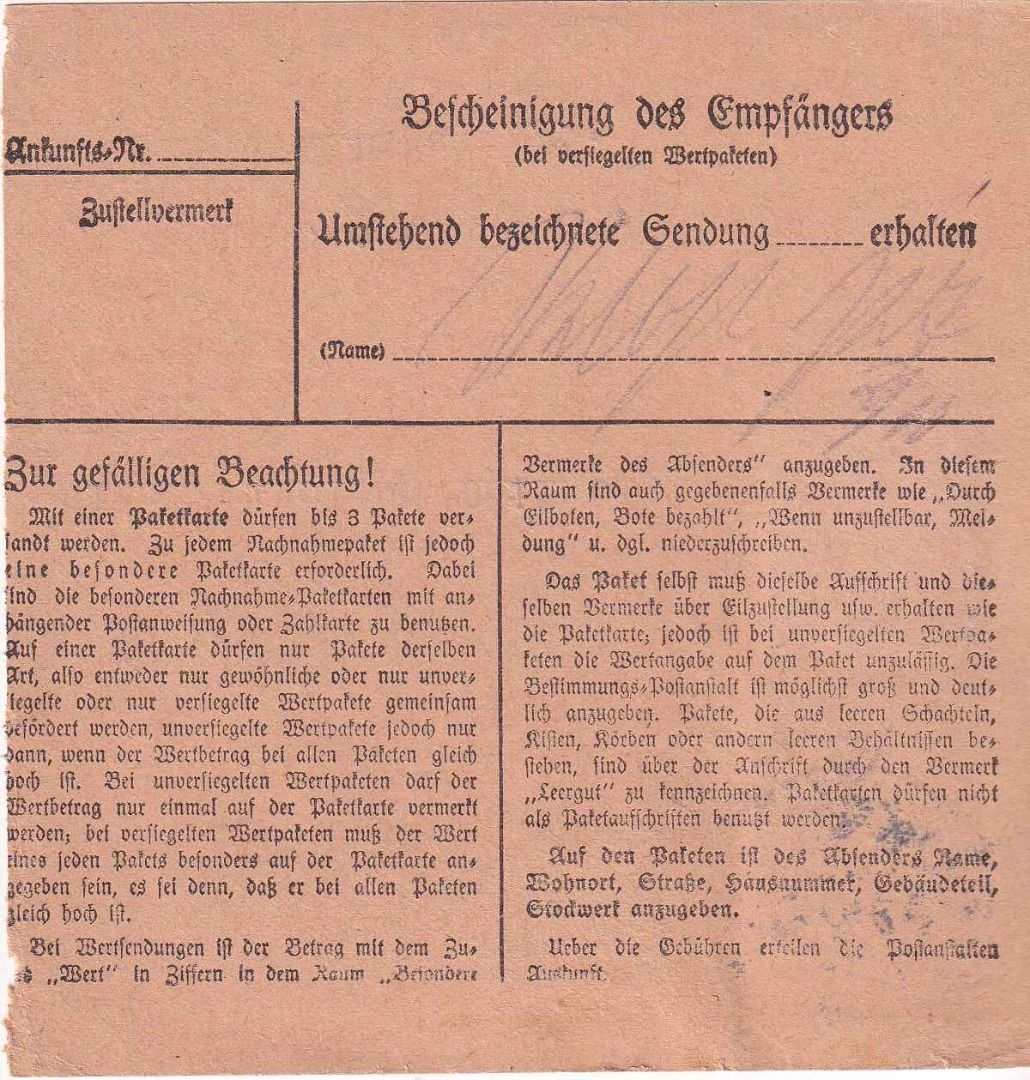 Ankunfts-Nr.
Zustellvermerk
Bescheinigung des Empfängers
(bei versiegelten Wertpaketen)
Umstehend bezeichnete Sendung erhalten
(Name)
Zur gefälligen Beachtung!
Mit einer Paketkarte dürfen bis 3 Pakete ver-
sandt werden. Zu jedem Nachnahmepaket ist jedoch
eine besondere Paketkarte erforderlich. Dabei
sind die besonderen Nachnahme-Paketkarten mit an-
hängender Postanweisung oder Zahlkarte zu benutzen.
Auf einer Paketkarte dürfen nur Pakete derselben
Art, also entweder nur gewöhnliche oder nur unver-
siegelte oder nur versiegelte Wertpakete gemeinsam
befördert werden, unversiegelte Wertpakete jedoch nur
dann, wenn der Wertbetrag bei allen Paketen gleich
hoch ist. Bei unversiegelten Wertpaketen darf der
Wertbetrag nur einmal auf der Paketkarte vermerkt
werden; bei versiegelten Wertpaketen muß der Wert
eines jeden Pakets besonders auf der Paketkarte an-
gegeben sein, es sei denn, daß er bei allen Paketen
gleich hoch ist.
Bei Wertsendungen ist der Betrag mit dem Zu-
„Wert" in Ziffern in dem Raum „Besondere
Vermerke des Absenders" anzugeben. In diesem
Raum sind auch gegebenenfalls Vermerke wie „Durch
Eilboten, Bote bezahlt", „Wenn unzustellbar, Mel-
dung" u. dgl. niederzuschreiben.
Das Paket selbst muß dieselbe Aufschrift und die-
selben Vermerke über Eilzustellung usw. erhalten wie
die Paketkarte; jedoch ist bei unversiegelten Wertpa-
keten die Wertangabe auf dem Paket unzulässig. Die
Bestimmungs-Postanstalt ist möglichst groß und deut-
lich anzugeben. Pakete, die aus leeren Schachteln,
Kisten, Körben oder andern leeren Behältnissen be-
stehen, sind über der Anschrift durch den Vermerk
„Leergut" zu kennzeichnen. Paketkarten dürfen nicht
als Paketaufschriften benutzt werden.
Auf den Paketen ist des Absenders Name,
Wohnort, Straße, Hausnummer, Gebäudeteil,
Stockwerk anzugeben.
Ueber die Gebühren erteilen die Postanstalten
Auskunft.